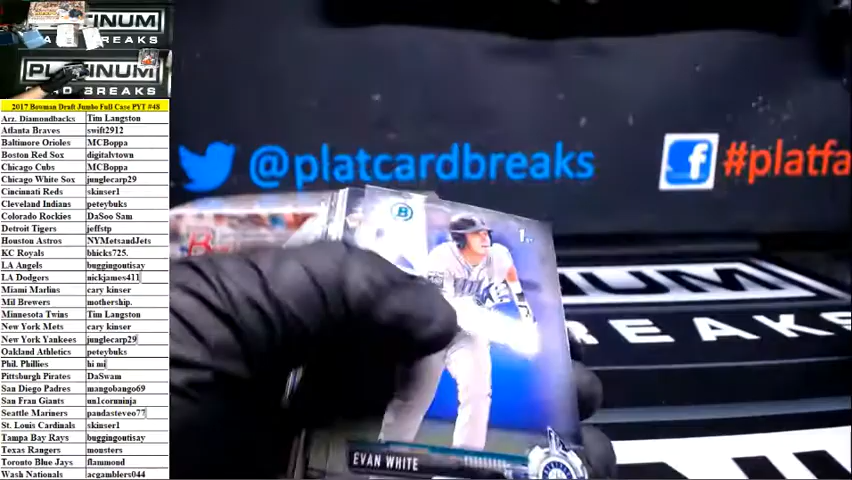 TINUM
BREAKS
PLATINUM
BREAKS
2017 Bowman Draft Jumbo Full Case PYT #48
Arz. Diamondbacks Tim Langston
Atlanta Braves swift2912
Baltimore Orioles MCBoppa
Boston Red Sox digitaltown
Chicago Cubs MCBoppa
Chicago White Sox junglecarp29
Cincinnati Reds skinser1
Cleveland Indians peteybuks
Colorado Rockies DaSoo Sam
Detroit Tigers jeffstp
Houston Astros NYMetsandJets
KC Royals bhicks725.
LA Angels buggingoutisay
LA Dodgers nickjames411
Miami Marlins cary kinser
Mil Brewers mothership.
Minnesota Twins Tim Langston
New York Mets cary kinser
New York Yankees junglecarp29
Oakland Athletics peteybuks
Phil. Phillies hi mj
Pittsburgh Pirates DaSwam
San Diego Padres mangobango69
San Fran Giants un1cornninja
Seattle Mariners pandasteveo77
St. Louis Cardinals skinser1
Tampa Bay Rays buggingoutisay
Texas Rangers monsters
Toronto Blue Jays flammond
Wash Nationals acgamblers044
@platcardbreaks
f #platfa
B
1st
EVAN WHITE
INUM
BREAKS